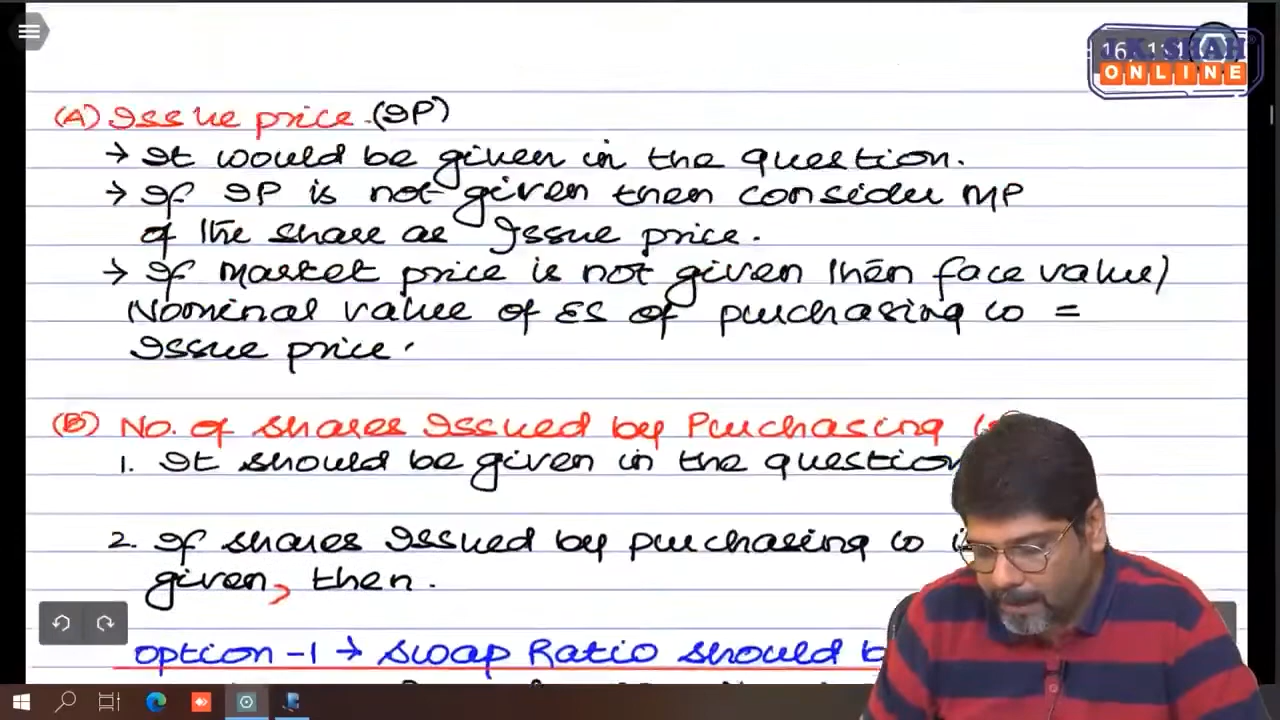 J.K. SHAH
ONLINE
(A) Issue price. (IP)
→ It would be given in the question.
→ If IP is not given then consider MP
of the share as Issue price.
→ If Market price is not given then face value/
Nominal value of ES of purchasing co =
Issue price.
(B) No. of shares Issued by Purchasing
1. It should be given in the question
2. If shares Issued by purchasing co
given, then.
option-1 → Swap Ratio should